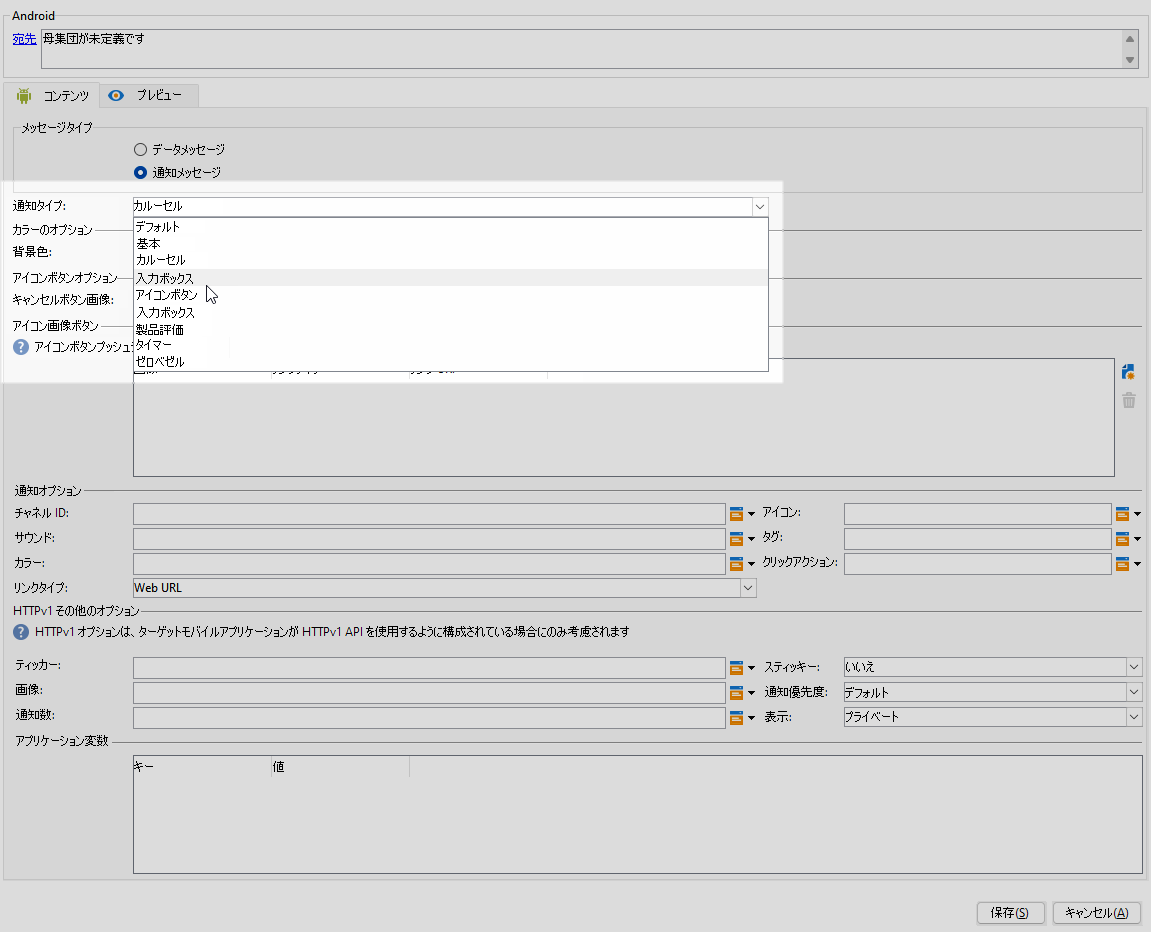 Android
宛先 母集団が未定義です
コンテンツ プレビュー
メッセージタイプ
データメッセージ
通知メッセージ
通知タイプ: カルーセル
デフォルト
カラーのオプション
基本
背景色:
カルーセル
アイコンボタンオプション 入力ボックス
キャンセルボタン画像: アイコンボタン
入力ボックス
アイコン画像ボタン 製品評価
アイコンボタンプッシュ タイマー
ゼロベゼル
通知オプション
チャネル ID: アイコン:
サウンド: タグ:
カラー: クリックアクション:
リンクタイプ: Web URL
HTTPv1 その他のオプション
HTTPv1 オプションは、ターゲットモバイルアプリケーションが HTTPv1 API を使用するように構成されている場合にのみ考慮されます
ティッカー: スティッキー: いいえ
画像: 通知優先度: デフォルト
通知数: 表示: プライベート
アプリケーション変数
キー 値
保存(S) キャンセル(A)